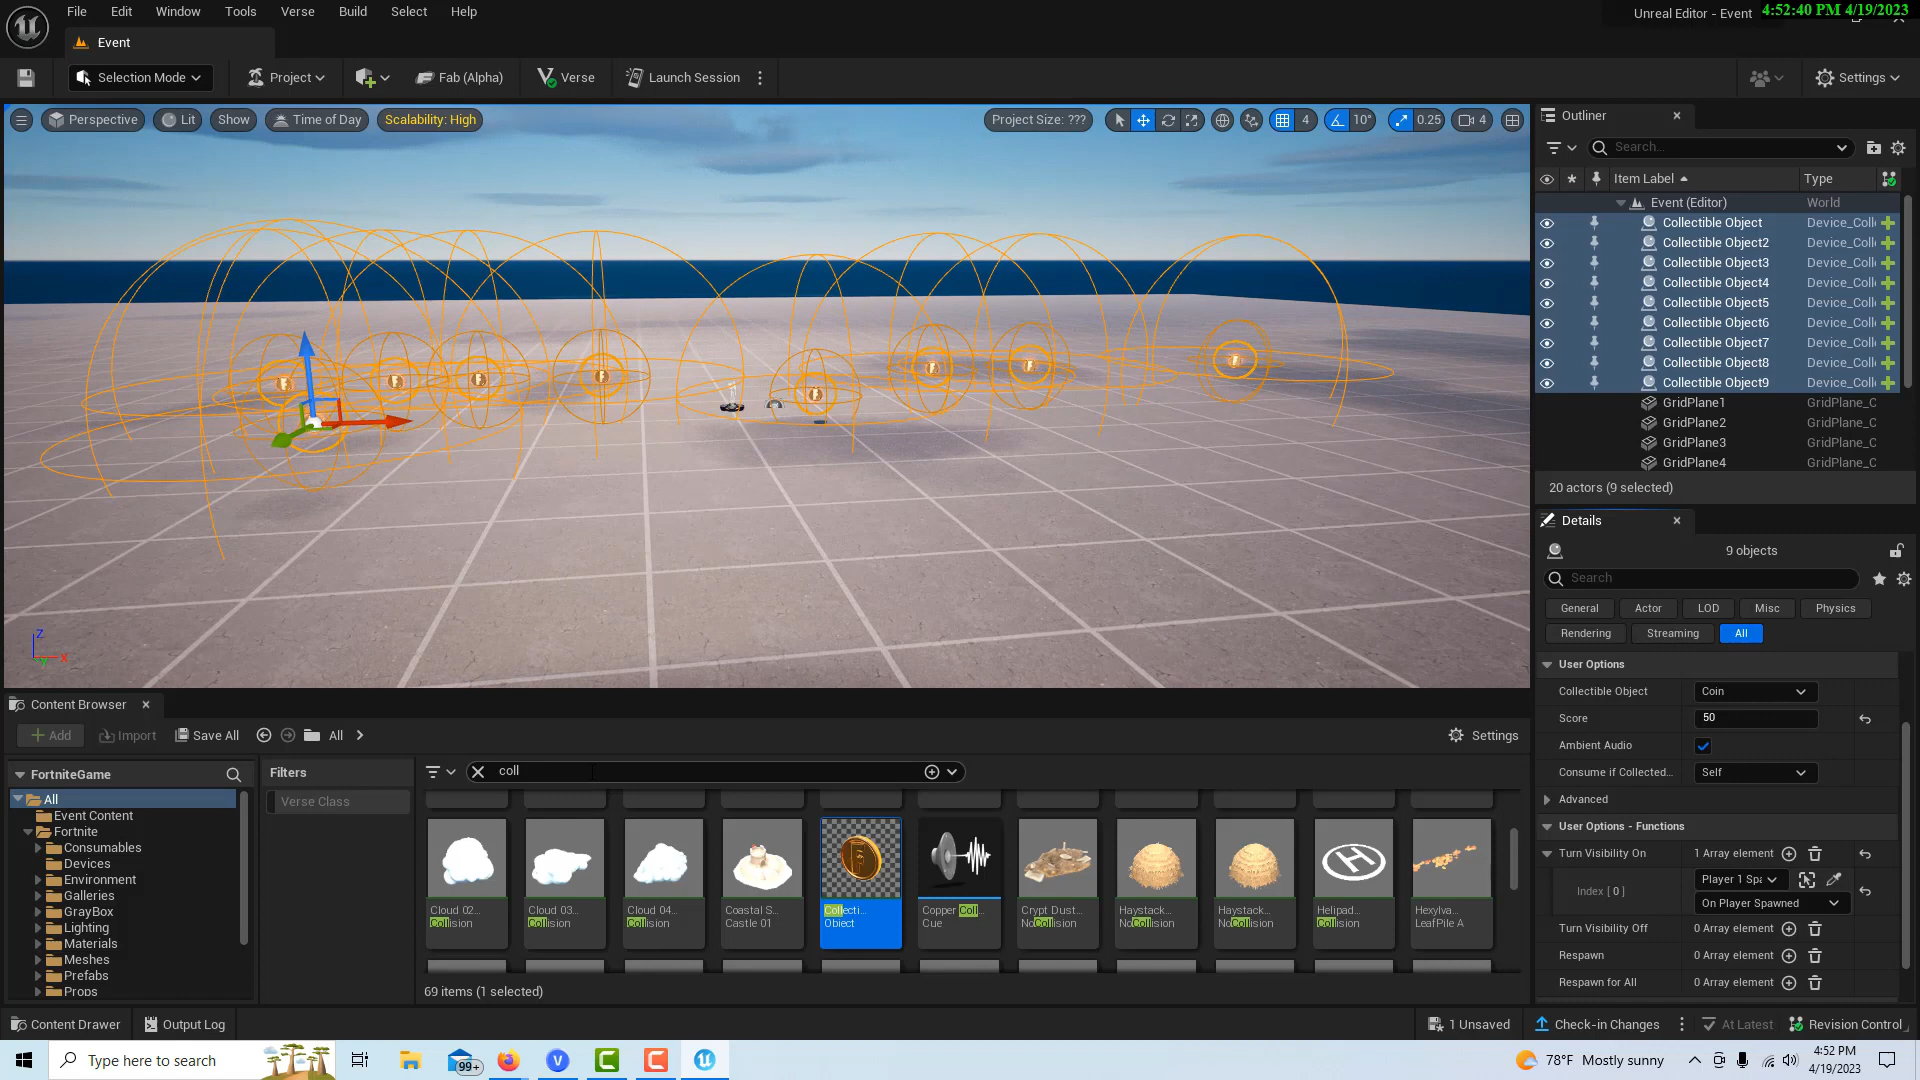 File Edit Window Tools Verse Build Select Help
Unreal Editor - Event
4:52:40 PM 4/19/2023
Event
Selection Mode
Project
Fab (Alpha)
Verse
Launch Session
Settings
Perspective
Lit
Show
Time of Day
Scalability: High
Project Size: ???
4
10°
0.25
4
Outliner
Search...
Item Label
Type
Event (Editor) World
Collectible Object Device_Coll
Collectible Object2 Device_Coll
Collectible Object3 Device_Coll
Collectible Object4 Device_Coll
Collectible Object5 Device_Coll
Collectible Object6 Device_Coll
Collectible Object7 Device_Coll
Collectible Object8 Device_Coll
Collectible Object9 Device_Coll
GridPlane1 GridPlane_C
GridPlane2 GridPlane_C
GridPlane3 GridPlane_C
GridPlane4 GridPlane_C
20 actors (9 selected)
Details
9 objects
Search
General Actor LOD Misc Physics
Rendering Streaming All
User Options
Collectible Object Coin
Score 50
Ambient Audio
Consume if Collected... Self
Advanced
User Options - Functions
Turn Visibility On 1 Array element
Index [ 0 ] Player 1 Spa
On Player Spawned
Turn Visibility Off 0 Array element
Respawn 0 Array element
Respawn for All 0 Array element
Z
Y
X
Content Browser
Add
Import
Save All
All
Settings
FortniteGame
All
Event Content
Fortnite
Consumables
Devices
Environment
Galleries
GrayBox
Lighting
Materials
Meshes
Prefabs
Props
Filters
Verse Class
coll
Cloud 02...
Collision
Cloud 03...
Collision
Cloud 04...
Collision
Coastal S...
Castle 01
Collecti...
Object
Copper Coll...
Cue
Crypt Dust...
NoCollision
Haystack...
NoCollision
Haystack...
NoCollision
Helipad...
Collision
Hexylva...
LeafPile A
69 items (1 selected)
Content Drawer
Output Log
1 Unsaved
Check-in Changes
At Latest
Revision Control
Type here to search
99+
78°F Mostly sunny
4:52 PM
4/19/2023